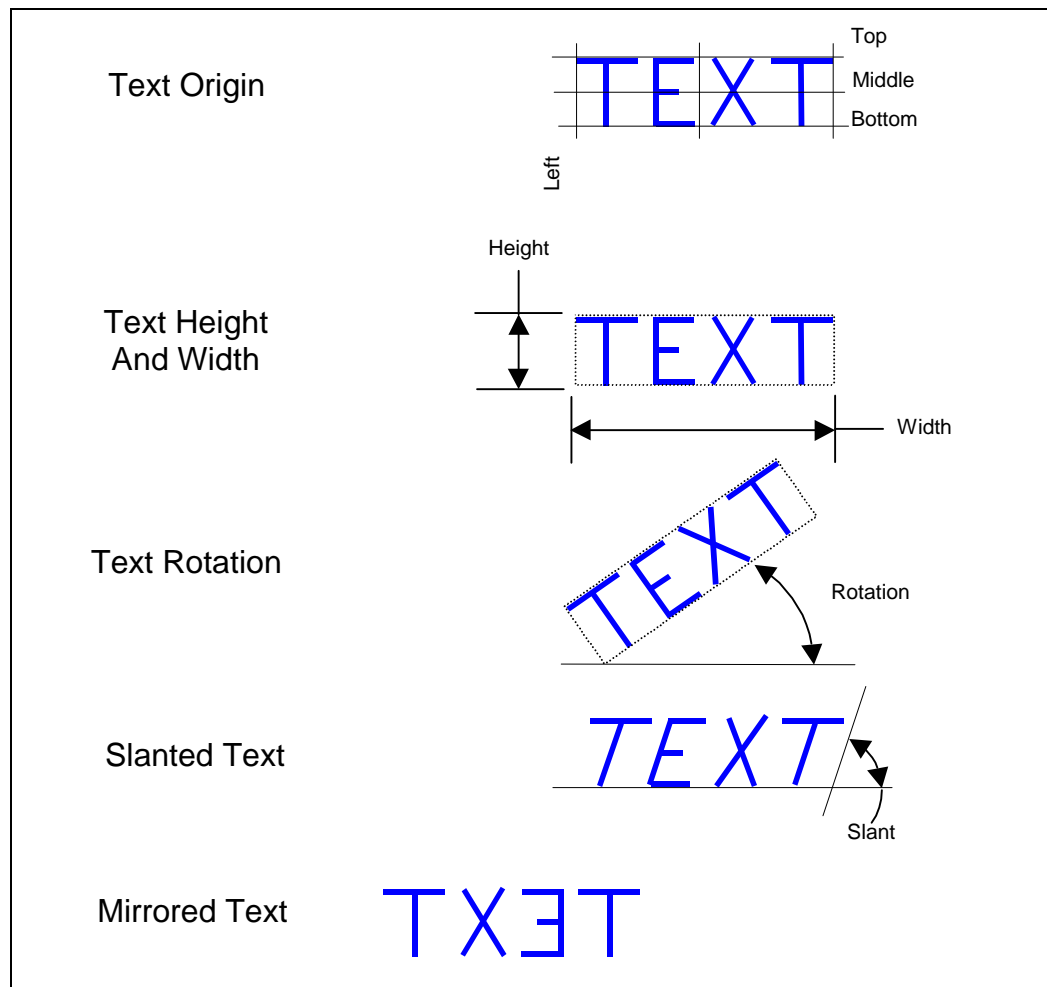 Text Origin
TEXT
Top
Middle
Bottom
Left
Height
Text Height
And Width
TEXT
Width
Text Rotation
TEXT
Rotation
Slanted Text
TEXT
Slant
Mirrored Text
TXƎT